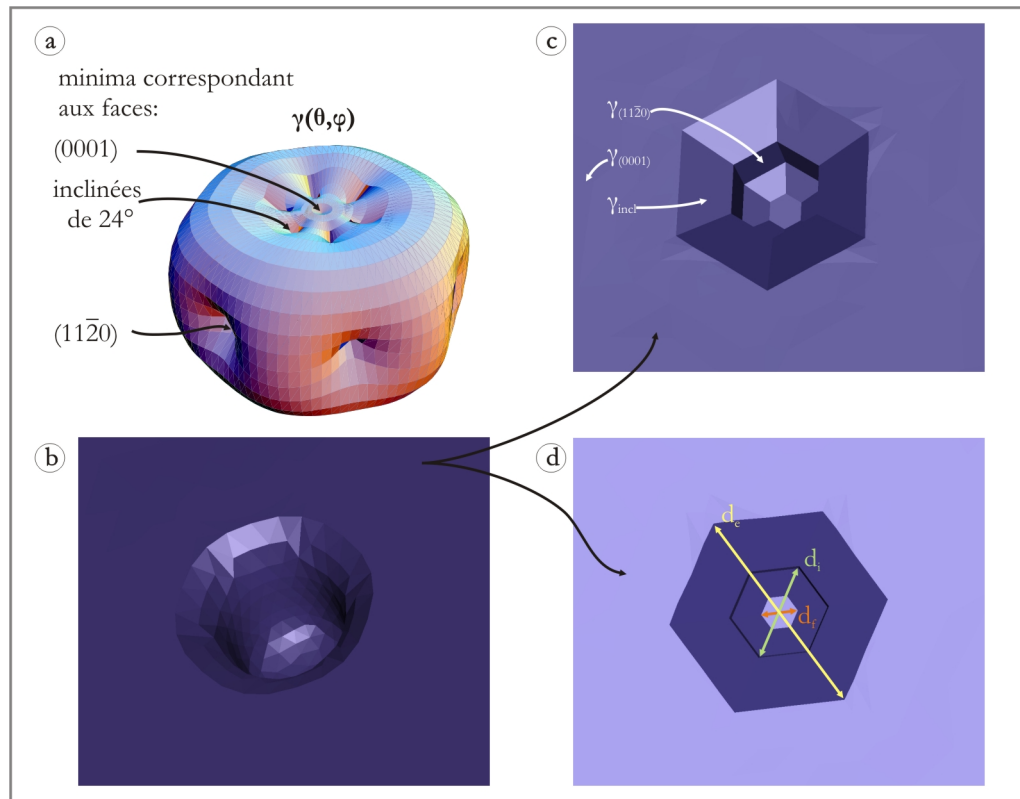 a
minima correspondant
aux faces:
γ(θ,φ)
(0001)
inclinées
de 24°
(112̅0)
c
γ(112̅0)
γ(0001)
γincl
b
d
de
di
df